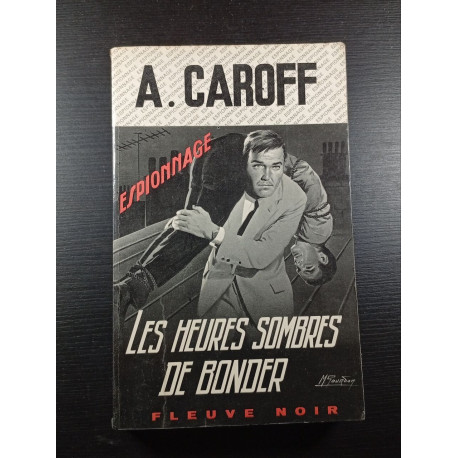 A. CAROFF
ESPIONNAGE
LES HEURES SOMBRES
DE BONDER
FLEUVE NOIR